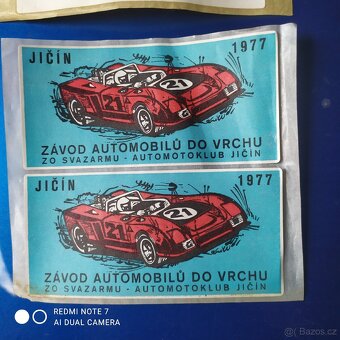 JIČÍN 1977
21
21
ZÁVOD AUTOMOBILŮ DO VRCHU
ZO SVAZARMU - AUTOMOTOKLUB JIČÍN
JIČÍN 1977
21
21
ZÁVOD AUTOMOBILŮ DO VRCHU
ZO SVAZARMU - AUTOMOTOKLUB JIČÍN
REDMI NOTE 7
AI DUAL CAMERA
Bazos.cz